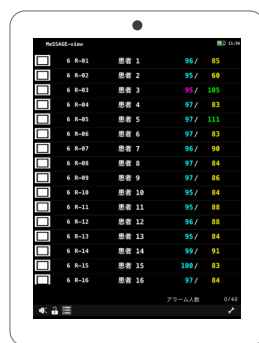 MeSSAGE-view 11:34
6 R-01 患者 1 96/ 85
6 R-02 患者 2 95/ 60
6 R-03 患者 3 95/ 105
6 R-04 患者 4 97/ 83
6 R-05 患者 5 97/ 111
6 R-06 患者 6 97/ 83
6 R-07 患者 7 96/ 90
6 R-08 患者 8 97/ 84
6 R-09 患者 9 97/ 86
6 R-10 患者 10 95/ 84
6 R-11 患者 11 95/ 88
6 R-12 患者 12 96/ 88
6 R-13 患者 13 95/ 84
6 R-14 患者 14 99/ 91
6 R-15 患者 15 100/ 83
6 R-16 患者 16 97/ 84
アラーム人数 0/40